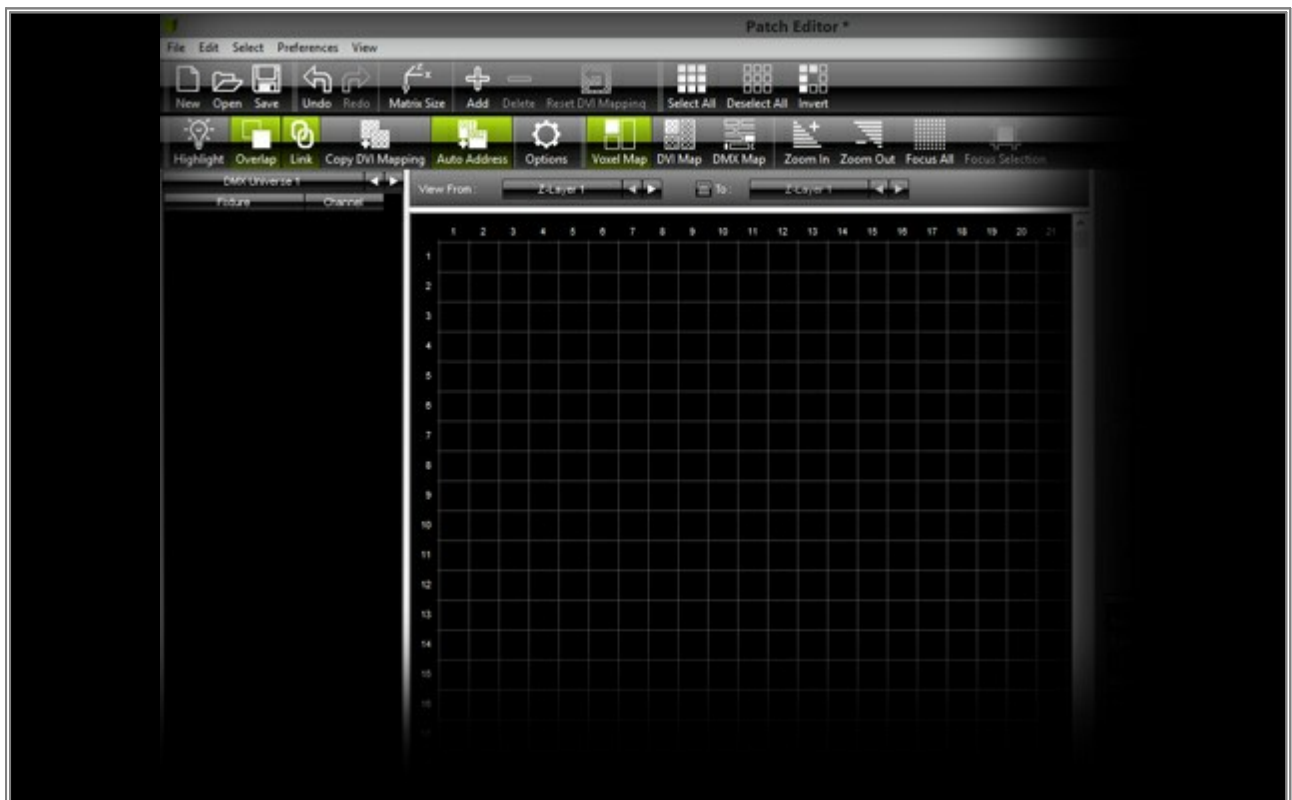 Patch Editor *
File Edit Select Preferences View
New Open Save Undo Redo Matrix Size Add Delete Reset DVI Mapping Select All Deselect All Invert
Highlight Overlap Link Copy DVI Mapping Auto Address Options Voxel Map DVI Map DMX Map Zoom In Zoom Out Focus All Focus Selection
DMX Universe 1
View From: Z-Layer 1 To: Z-Layer 1
Fixture Channel
1 2 3 4 5 6 7 8 9 10 11 12 13 14 15 16 17 18 19 20 21
1
2
3
4
5
6
7
8
9
10
11
12
13
14
15
16